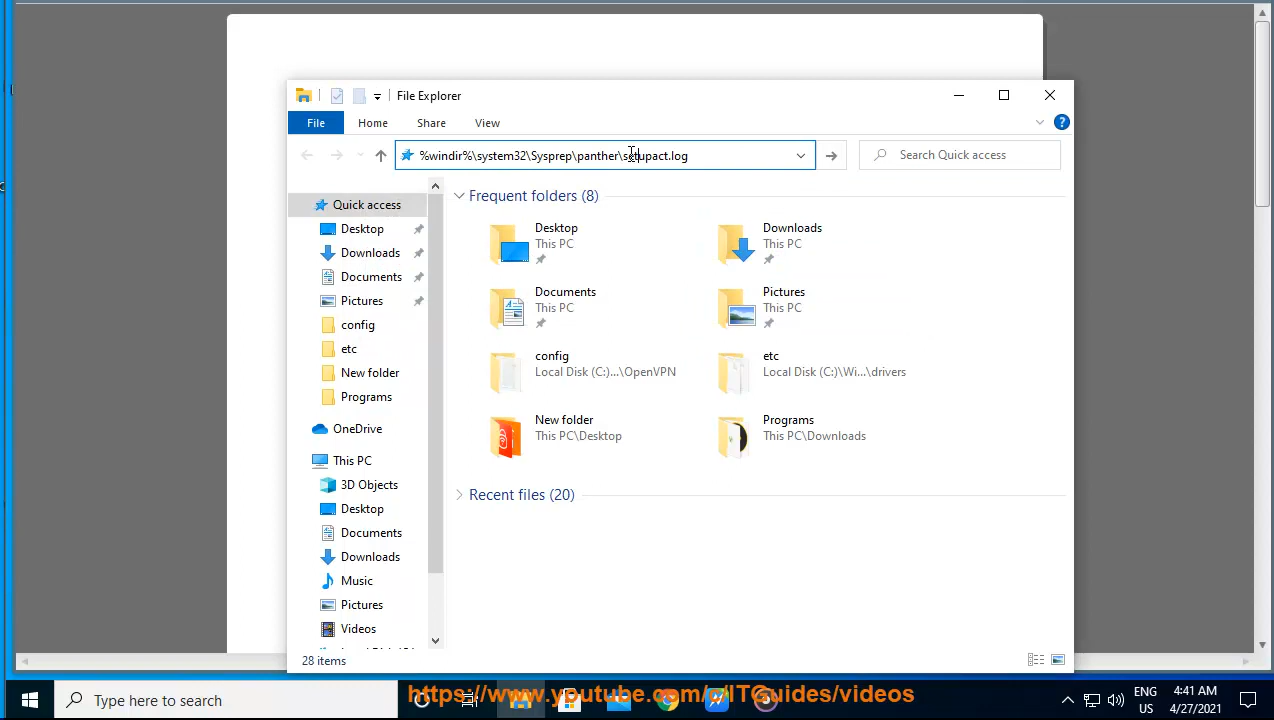 File Explorer
File
Home
Share
View
%windir%\system32\Sysprep\panther\setupact.log
Search Quick access
Quick access
Desktop
Downloads
Documents
Pictures
config
etc
New folder
Programs
OneDrive
This PC
3D Objects
Desktop
Documents
Downloads
Music
Pictures
Videos
Frequent folders (8)
Desktop
This PC
Downloads
This PC
Documents
This PC
Pictures
This PC
config
Local Disk (C:)...\OpenVPN
etc
Local Disk (C:)\Wi...\drivers
New folder
This PC\Desktop
Programs
This PC\Downloads
Recent files (20)
28 items
Type here to search
https://www.youtube.com/c/ITGuides/videos
ENG
US
4:41 AM
4/27/2021